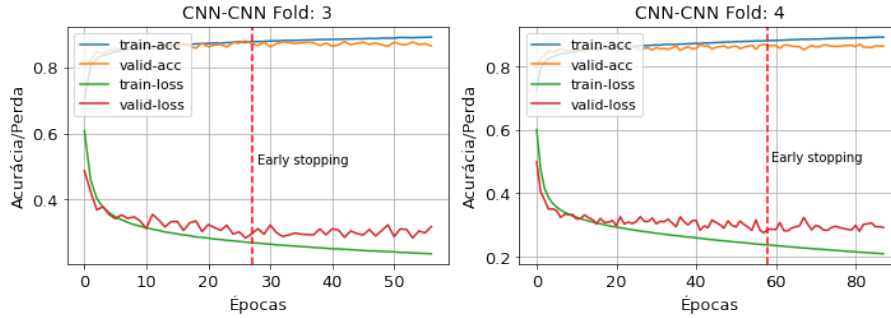 CNN-CNN Fold: 3
Acurácia/Perda
0.8
0.6
0.4
train-acc
valid-acc
train-loss
valid-loss
Early stopping
0
10
20
30
40
50
Épocas
CNN-CNN Fold: 4
Acurácia/Perda
0.8
0.6
0.4
0.2
train-acc
valid-acc
train-loss
valid-loss
Early stopping
0
20
40
60
80
Épocas